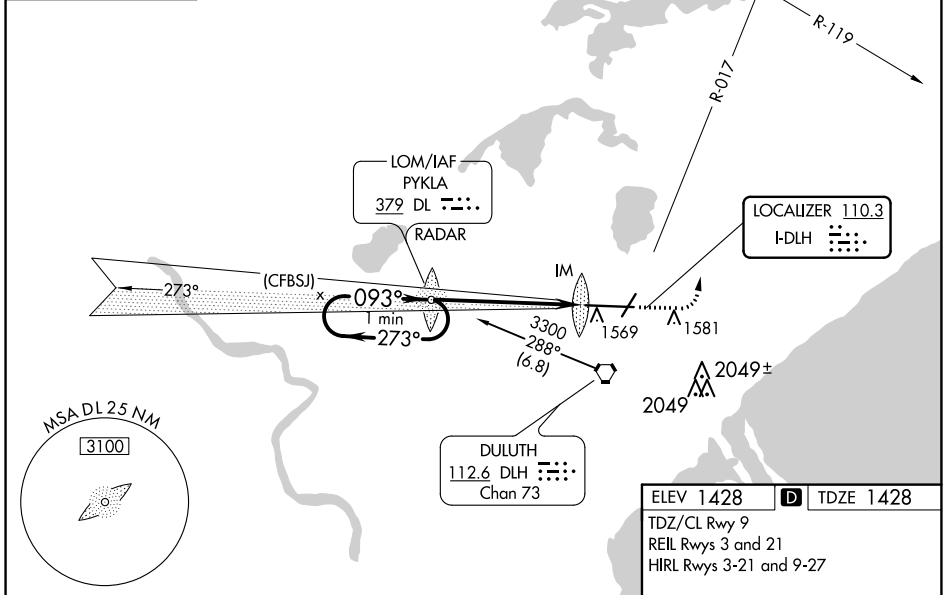 R-119
R-017
LOM/IAF
PYKLA
379 DL
RADAR
LOCALIZER 110.3
I-DLH
IM
(CFBSJ)
x
273°
093°
1 min
273°
3300
288°
(6.8)
1569
1581
2049±
2049
MSA DL 25 NM
3100
DULUTH
112.6 DLH
Chan 73
ELEV 1428 D TDZE 1428
TDZ/CL Rwy 9
REIL Rwys 3 and 21
HIRL Rwys 3-21 and 9-27